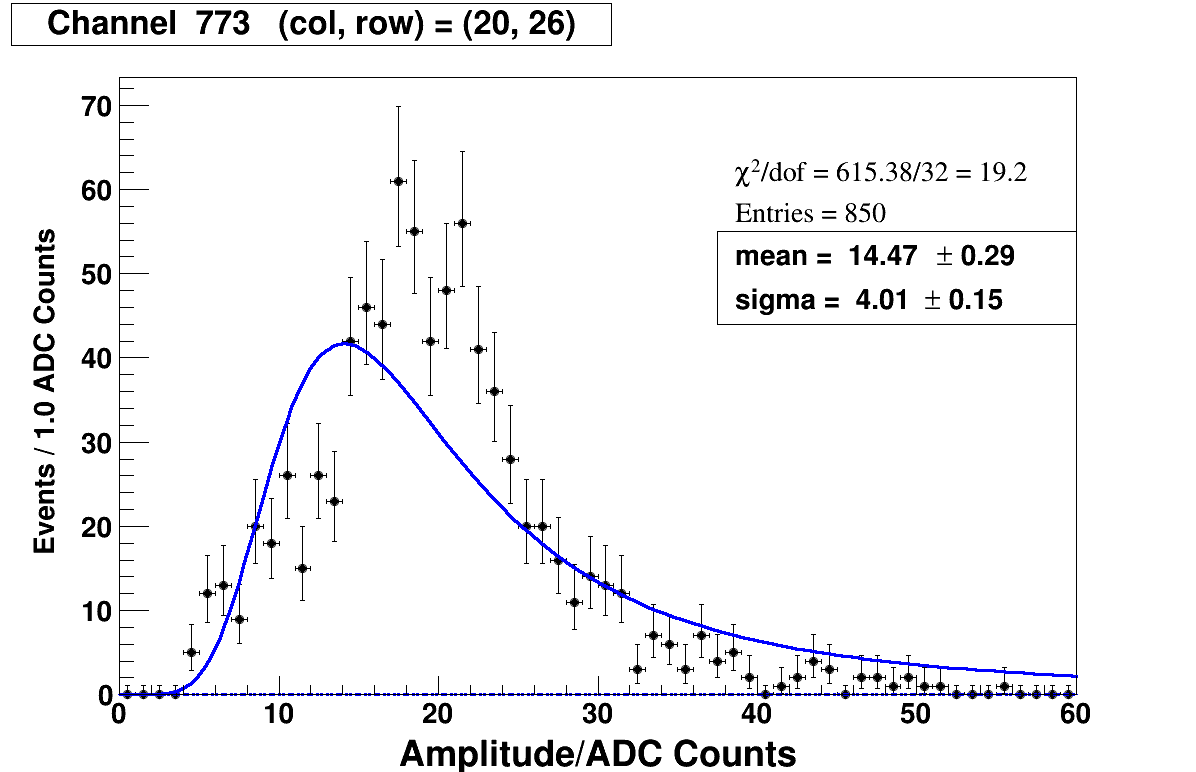 Channel 773 (col, row) = (20, 26)
χ²/dof = 615.38/32 = 19.2
Entries = 850
mean = 14.47 ± 0.29
sigma = 4.01 ± 0.15
Events / 1.0 ADC Counts
70
60
50
40
30
20
10
0
0 10 20 30 40 50 60
Amplitude/ADC Counts